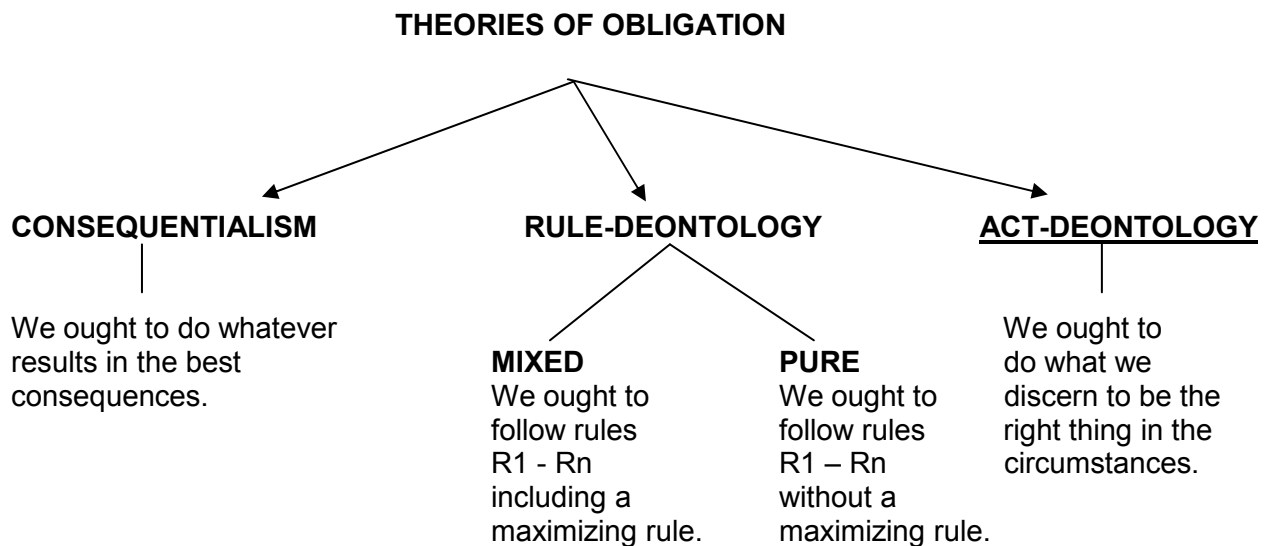 THEORIES OF OBLIGATION
CONSEQUENTIALISM
RULE-DEONTOLOGY
ACT-DEONTOLOGY
We ought to do whatever
results in the best
consequences.
MIXED
We ought to
follow rules
R1 - Rn
including a
maximizing rule.
PURE
We ought to
follow rules
R1 – Rn
without a
maximizing rule.
We ought to
do what we
discern to be the
right thing in the
circumstances.